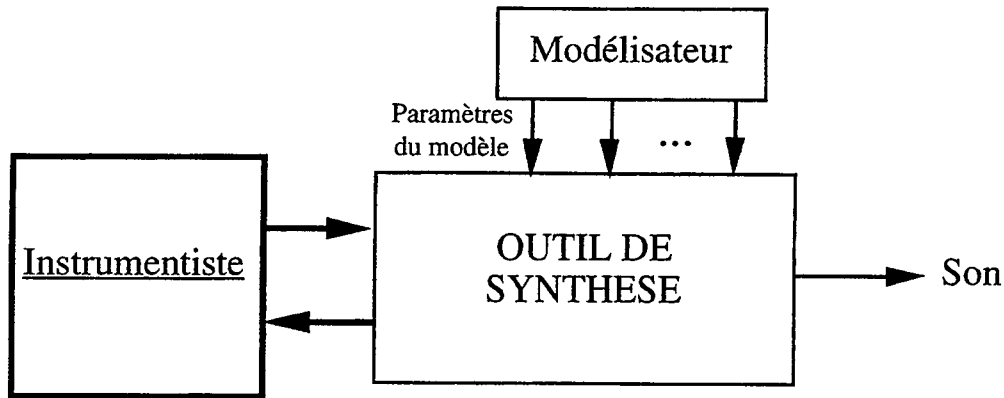 Modélisateur
Paramètres
du modèle
...
Instrumentiste
OUTIL DE
SYNTHESE
Son